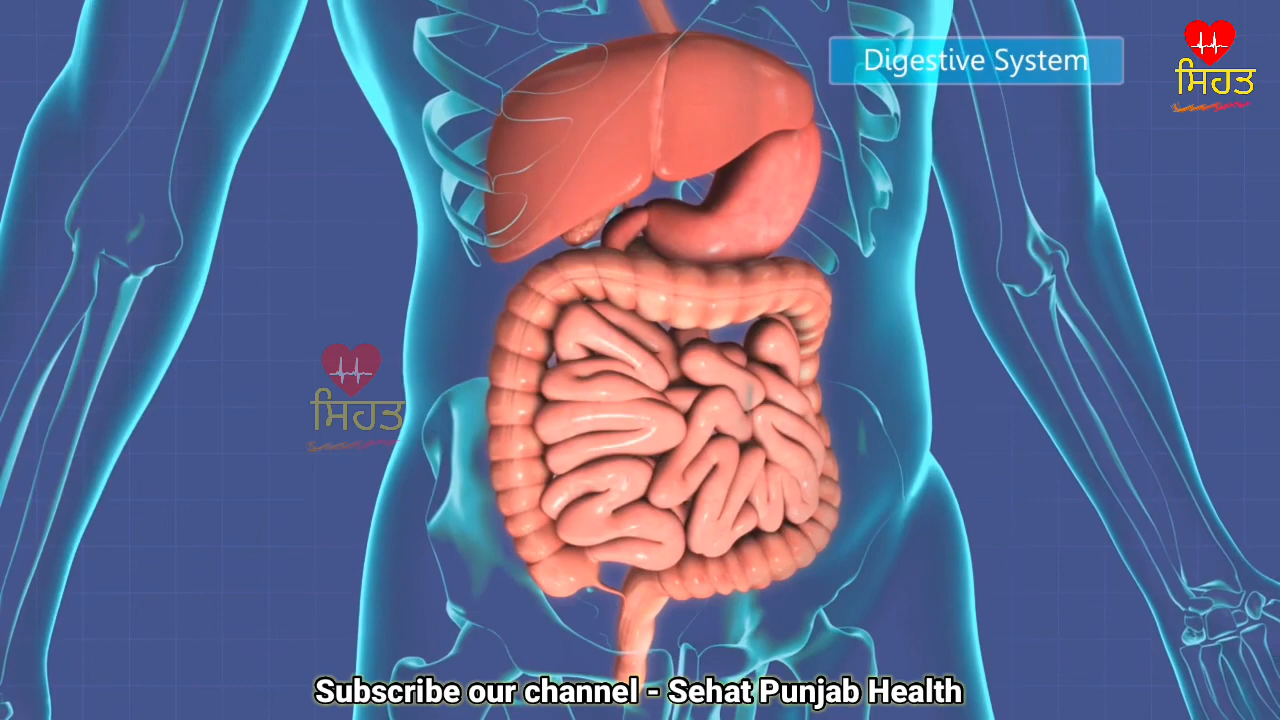 Digestive System
ਸਿਹਤ
ਸਿਹਤ
Subscribe our channel - Sehat Punjab Health